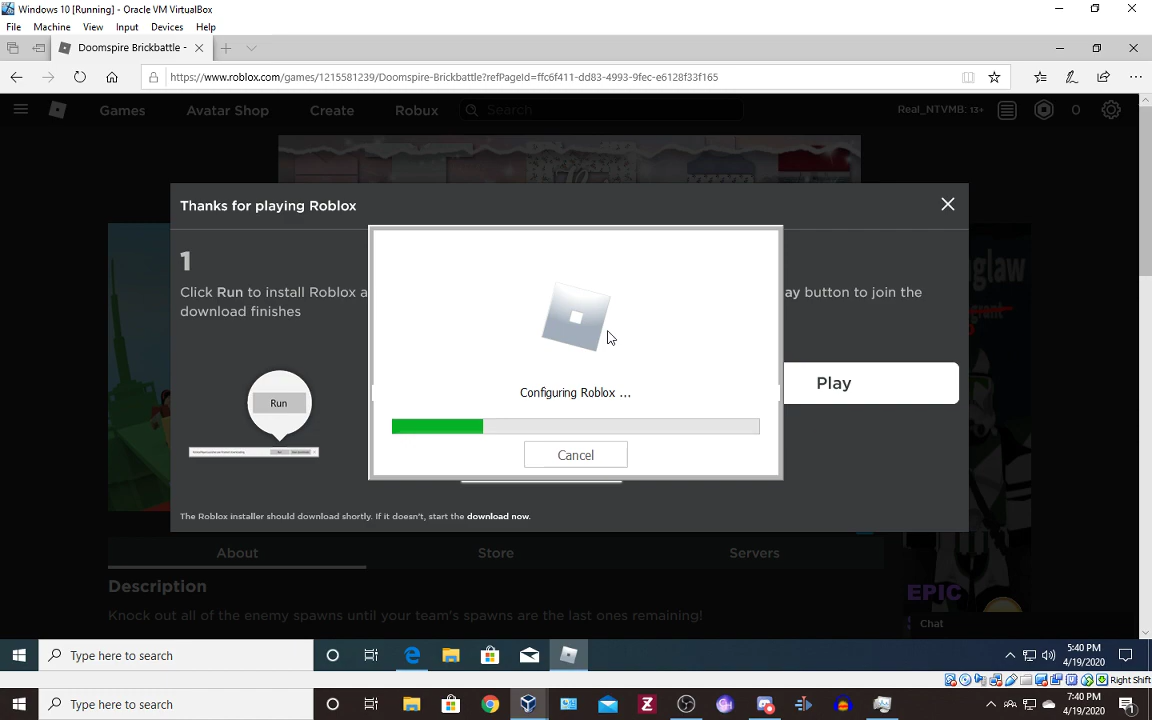 Windows 10 [Running] - Oracle VM VirtualBox
File Machine View Input Devices Help
Doomspire Brickbattle -
https://www.roblox.com/games/1215581239/Doomspire-Brickbattle?refPageId=ffc6f411-dd83-4993-9fec-e6128f33f165
Games Avatar Shop Create Robux Search Real_NTVMB: 13+ 0
Thanks for playing Roblox
1
Click Run to install Roblox a
download finishes
ay button to join the
Run
Configuring Roblox ...
Cancel
Play
The Roblox installer should download shortly. If it doesn't, start the download now.
About Store Servers
Description
Knock out all of the enemy spawns until your team's spawns are the last ones remaining!
EPIC
Chat
Type here to search
5:40 PM
4/19/2020
Right Shift
Type here to search
7:40 PM
4/19/2020
1